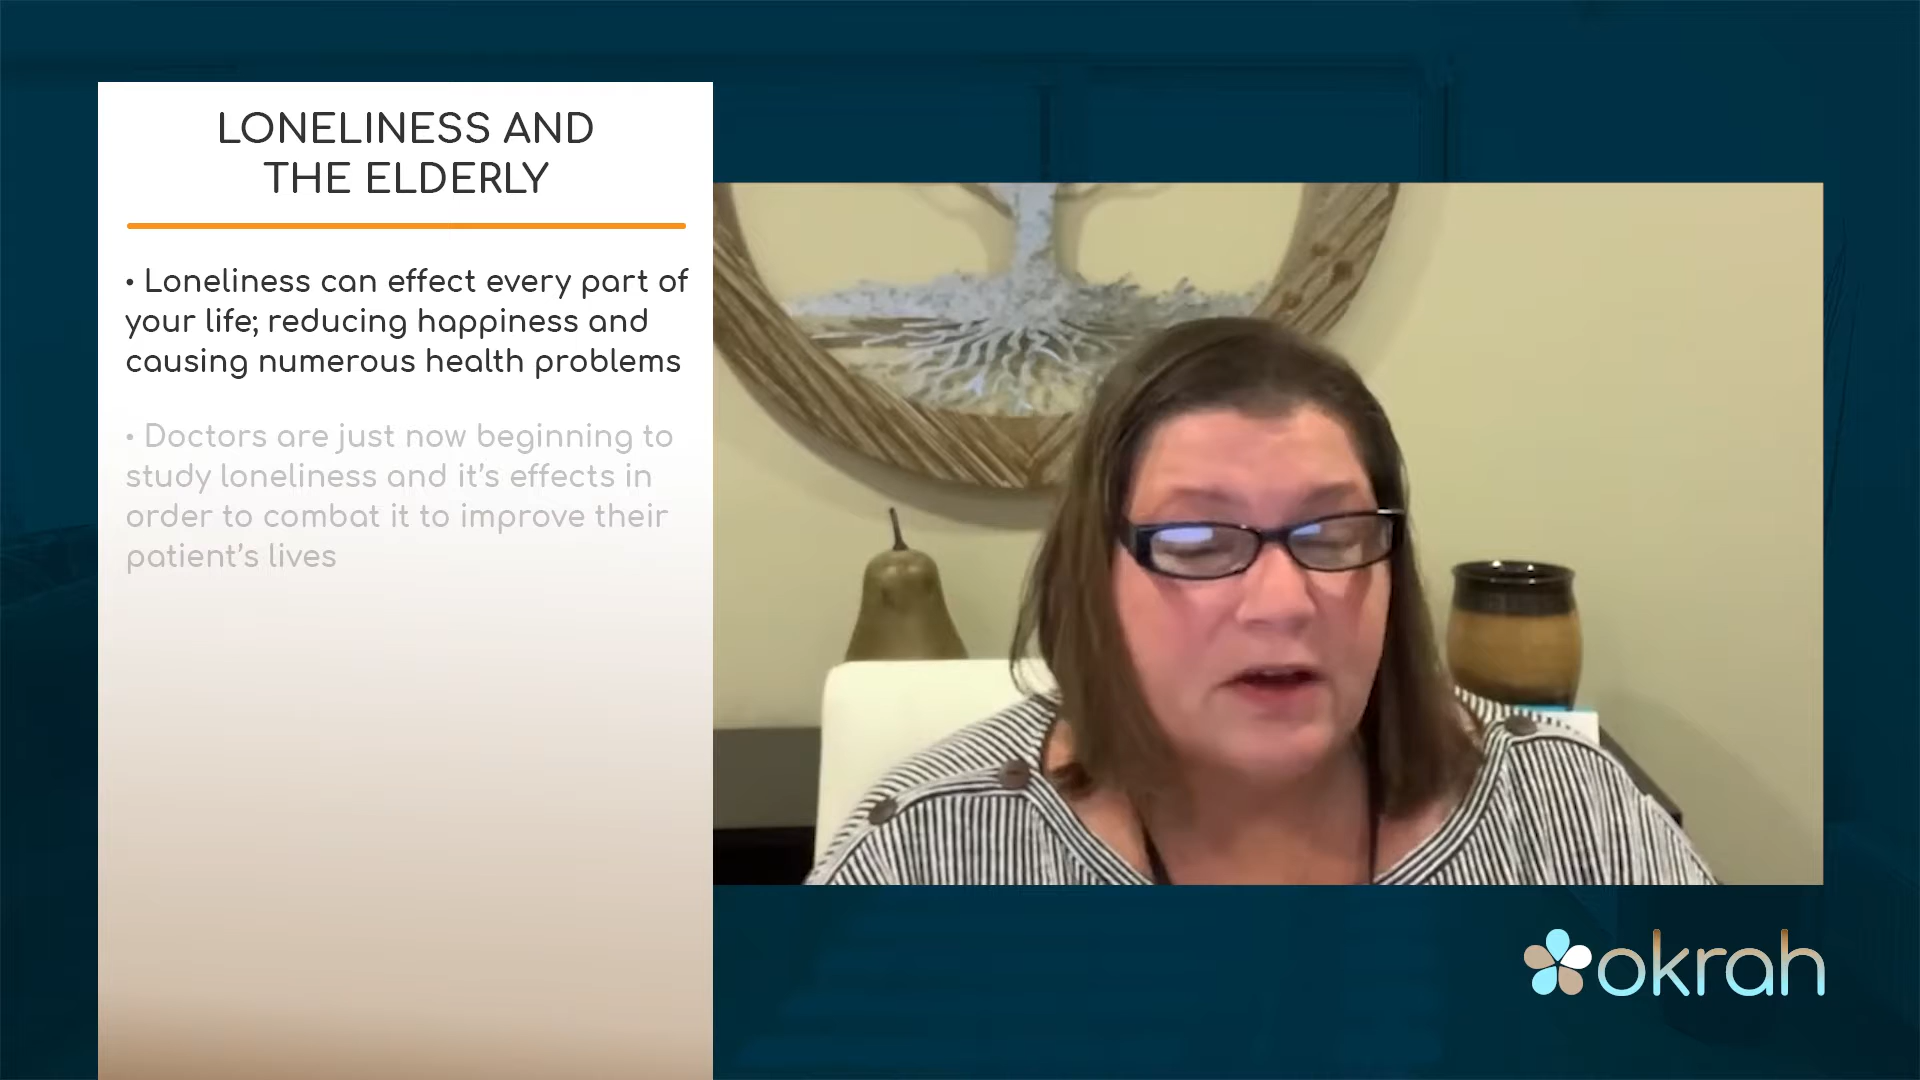 LONELINESS AND
THE ELDERLY
• Loneliness can effect every part of
your life; reducing happiness and
causing numerous health problems
• Doctors are just now beginning to
study loneliness and it’s effects in
order to combat it to improve their
patient’s lives
okrah